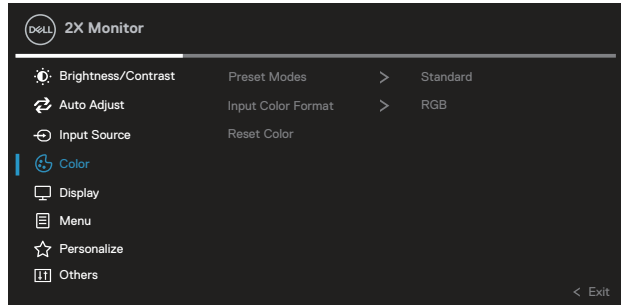 DELL 2X Monitor
Brightness/Contrast Preset Modes > Standard
Auto Adjust Input Color Format > RGB
Input Source Reset Color
Color
Display
Menu
Personalize
Others
< Exit